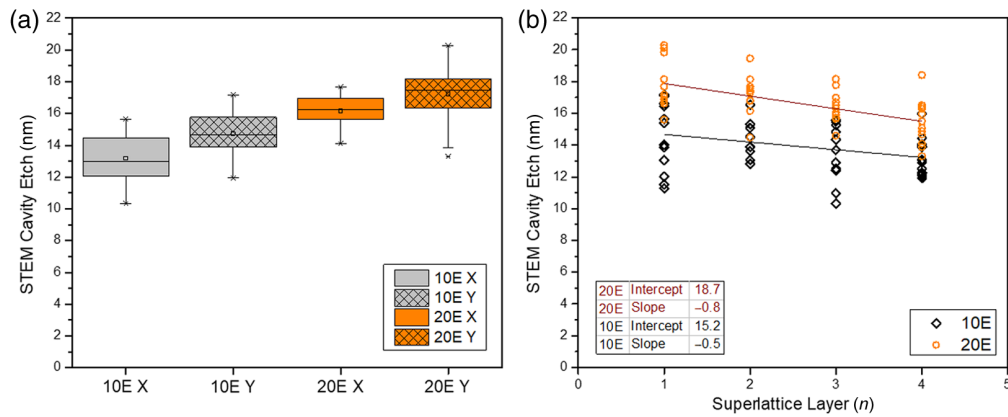 (a)
STEM Cavity Etch (nm)
22
20
18
16
14
12
10
8
6
4
2
0
10E X
10E Y
20E X
20E Y
10E X
10E Y
20E X
20E Y
(b)
STEM Cavity Etch (nm)
22
20
18
16
14
12
10
8
6
4
2
0
20E Intercept 18.7
20E Slope −0.8
10E Intercept 15.2
10E Slope −0.5
10E
20E
0 1 2 3 4 5
Superlattice Layer (n)